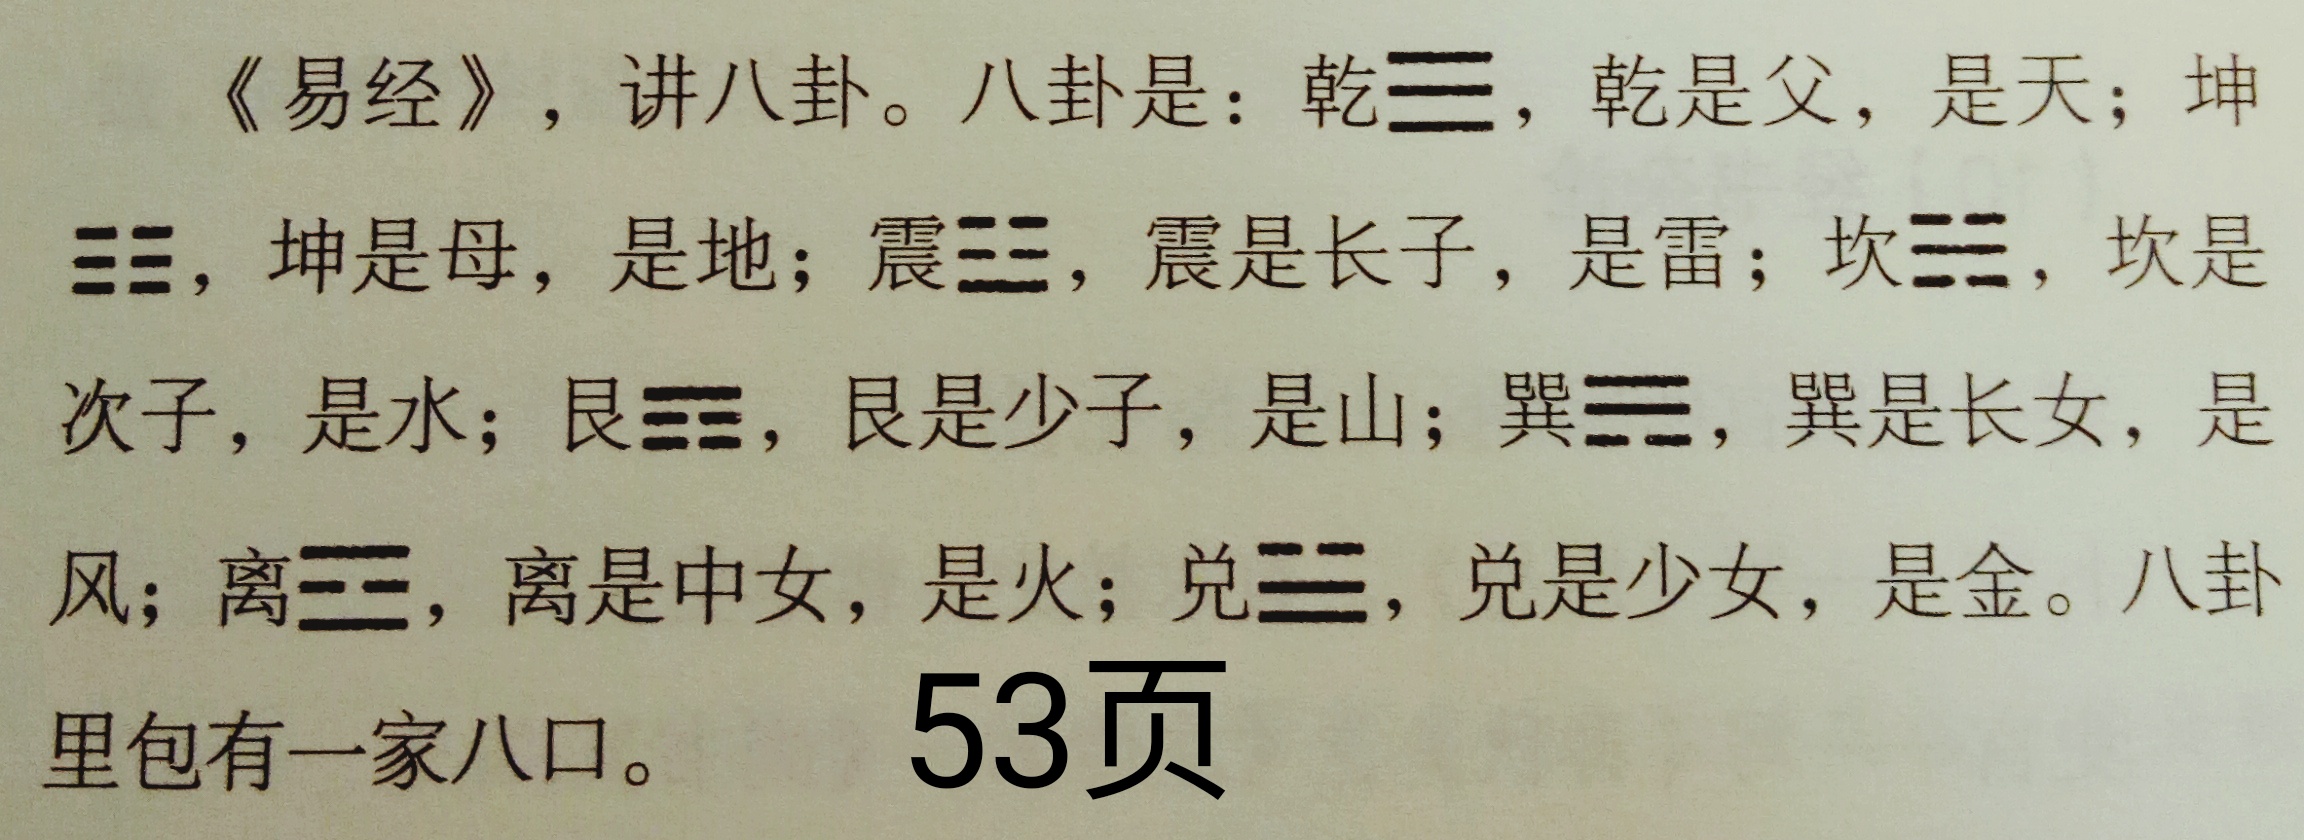 《易经》，讲八卦。八卦是：乾☰，乾是父，是天；坤
☷，坤是母，是地；震☳，震是长子，是雷；坎☵，坎是
次子，是水；艮☶，艮是少子，是山；巽☴，巽是长女，是
风；离☲，离是中女，是火；兑☱，兑是少女，是金。八卦
里包有一家八口。
53页